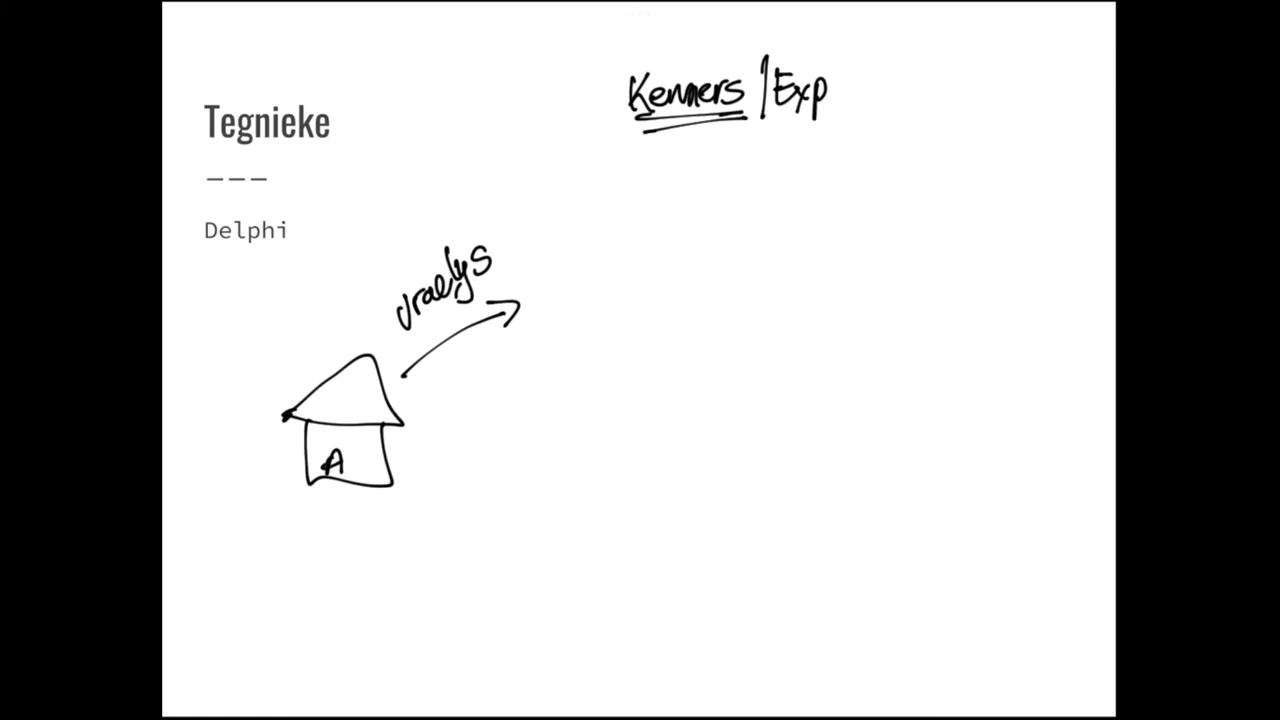 Kenners / Exp
Tegnieke
---
Delphi
vraelys
A